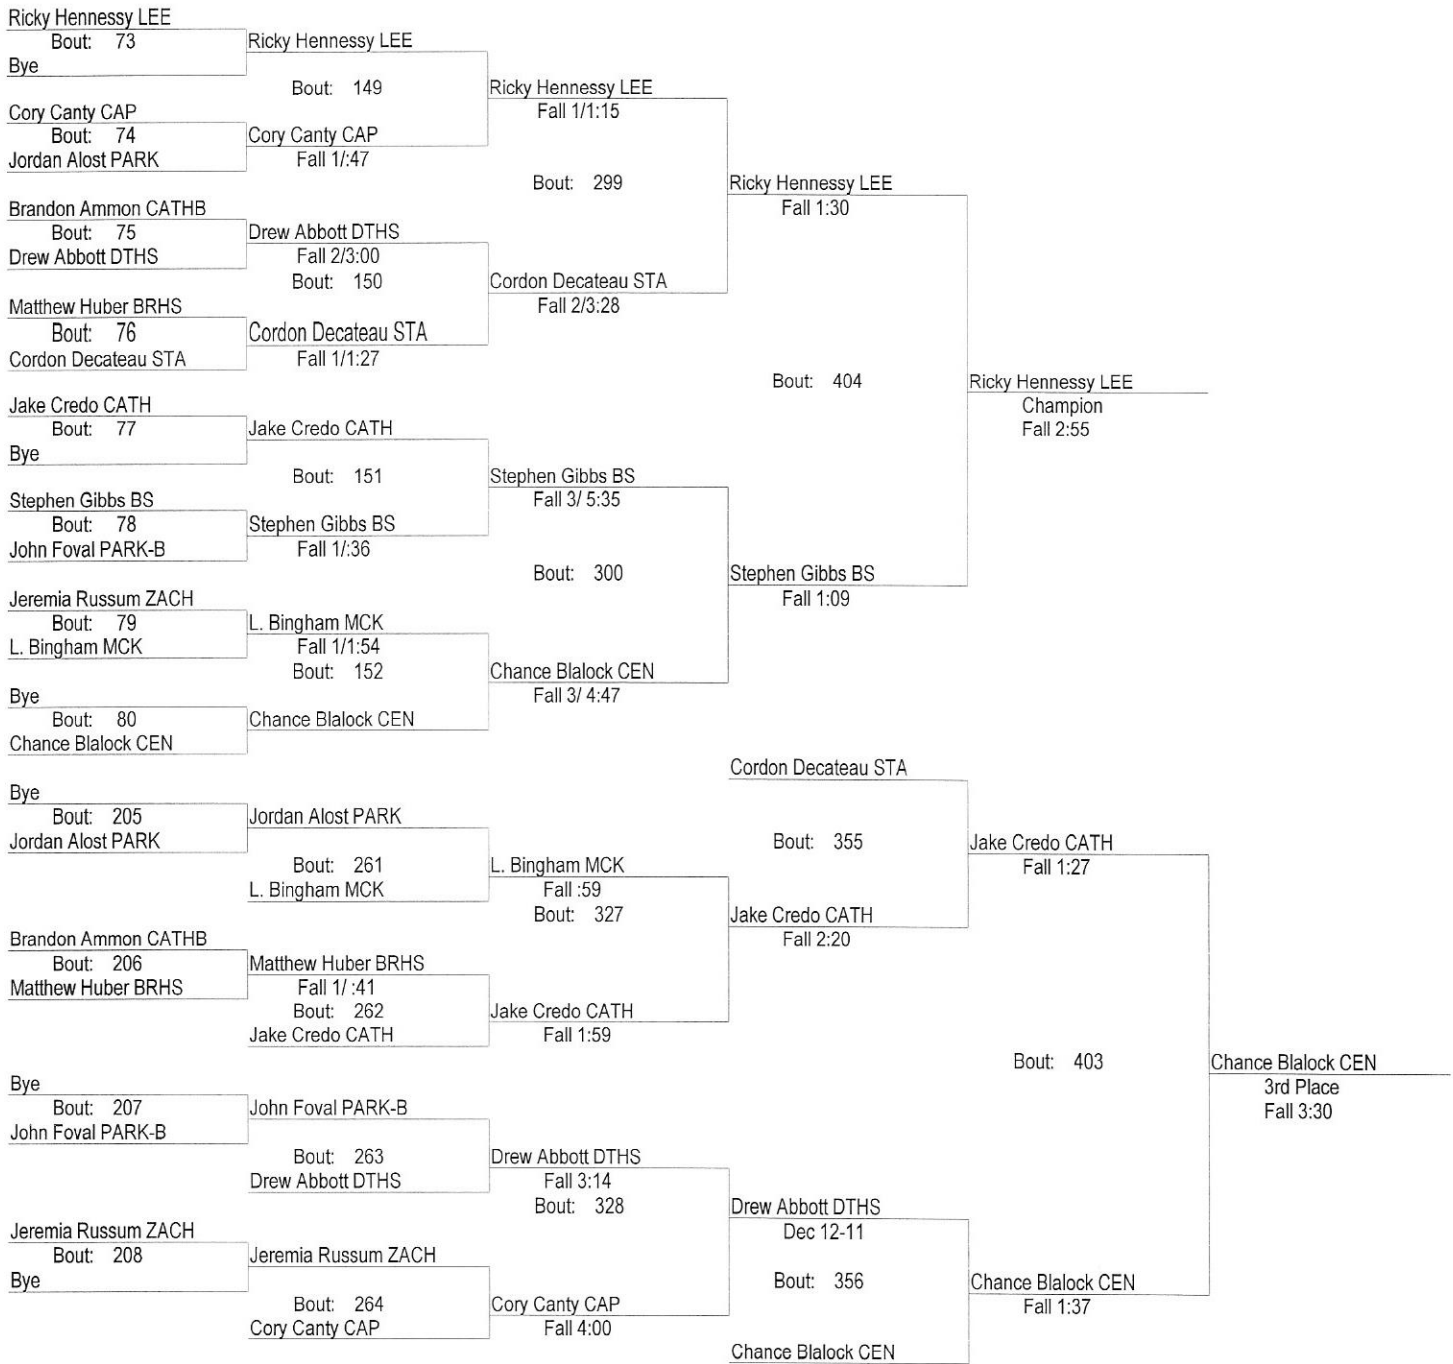 Ricky Hennessy LEE
Bout: 73
Bye
Ricky Hennessy LEE
Bout: 149
Cory Canty CAP
Bout: 74
Jordan Alost PARK
Cory Canty CAP
Fall 1/:47
Ricky Hennessy LEE
Fall 1/1:15
Bout: 299
Brandon Ammon CATHB
Bout: 75
Drew Abbott DTHS
Drew Abbott DTHS
Fall 2/3:00
Bout: 150
Matthew Huber BRHS
Bout: 76
Cordon Decateau STA
Cordon Decateau STA
Fall 1/1:27
Cordon Decateau STA
Fall 2/3:28
Ricky Hennessy LEE
Fall 1:30
Bout: 404
Jake Credo CATH
Bout: 77
Bye
Jake Credo CATH
Bout: 151
Stephen Gibbs BS
Bout: 78
John Foval PARK-B
Stephen Gibbs BS
Fall 1/:36
Stephen Gibbs BS
Fall 3/ 5:35
Bout: 300
Jeremia Russum ZACH
Bout: 79
L. Bingham MCK
L. Bingham MCK
Fall 1/1:54
Bout: 152
Bye
Bout: 80
Chance Blalock CEN
Chance Blalock CEN
Chance Blalock CEN
Fall 3/ 4:47
Stephen Gibbs BS
Fall 1:09
Ricky Hennessy LEE
Champion
Fall 2:55
Bye
Bout: 205
Jordan Alost PARK
Jordan Alost PARK
Bout: 261
L. Bingham MCK
L. Bingham MCK
Fall :59
Bout: 327
Brandon Ammon CATHB
Bout: 206
Matthew Huber BRHS
Matthew Huber BRHS
Fall 1/ :41
Bout: 262
Jake Credo CATH
Jake Credo CATH
Fall 1:59
Cordon Decateau STA
Bout: 355
Jake Credo CATH
Fall 2:20
Jake Credo CATH
Fall 1:27
Bout: 403
Bye
Bout: 207
John Foval PARK-B
John Foval PARK-B
Bout: 263
Drew Abbott DTHS
Drew Abbott DTHS
Fall 3:14
Bout: 328
Jeremia Russum ZACH
Bout: 208
Bye
Jeremia Russum ZACH
Bout: 264
Cory Canty CAP
Cory Canty CAP
Fall 4:00
Drew Abbott DTHS
Dec 12-11
Bout: 356
Chance Blalock CEN
Chance Blalock CEN
Fall 1:37
Chance Blalock CEN
3rd Place
Fall 3:30